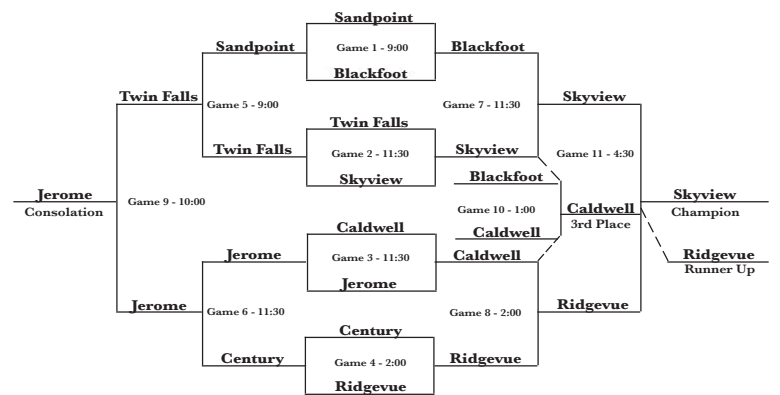 Sandpoint
Sandpoint
Game 1 - 9:00
Blackfoot
Blackfoot
Twin Falls
Game 5 - 9:00
Game 7 - 11:30
Skyview
Twin Falls
Twin Falls
Game 2 - 11:30
Skyview
Game 11 - 4:30
Skyview
Blackfoot
Jerome
Consolation
Game 9 - 10:00
Game 10 - 1:00
Caldwell
3rd Place
Skyview
Champion
Caldwell
Caldwell
Jerome
Game 3 - 11:30
Caldwell
Jerome
Ridgevue
Runner Up
Jerome
Game 6 - 11:30
Game 8 - 2:00
Ridgevue
Century
Century
Game 4 - 2:00
Ridgevue
Ridgevue